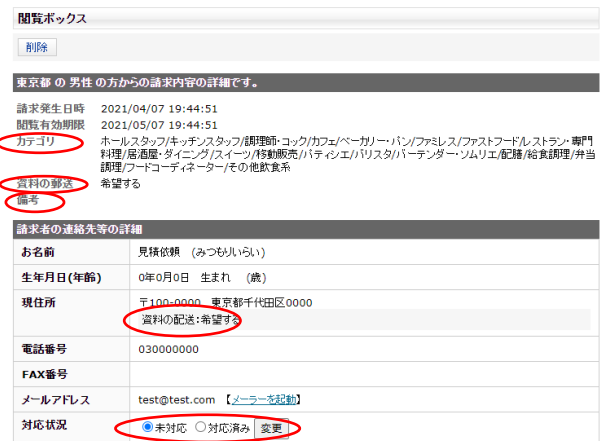 閲覧ボックス
削除
東京都 の 男性 の方からの請求内容の詳細です。
請求発生日時 2021/04/07 19:44:51
閲覧有効期限 2021/05/07 19:44:51
カテゴリ ホールスタッフ/キッチンスタッフ/調理師・コック/カフェ/ベーカリー・パン/ファミレス/ファストフード/レストラン・専門
料理/居酒屋・ダイニング/スイーツ/移動販売/パティシエ/バリスタ/バーテンダー・ソムリエ/配膳/給食調理/弁当
調理/フードコーディネーター/その他飲食系
資料の郵送 希望する
備考
請求者の連絡先等の詳細
お名前 見積依頼 (みつもりいらい)
生年月日(年齢) 0年0月0日 生まれ (歳)
現住所 〒100-0000 東京都千代田区0000
資料の配送:希望する
電話番号 030000000
FAX番号
メールアドレス test@test.com 【メーラーを起動】
対応状況 未対応 対応済み 変更